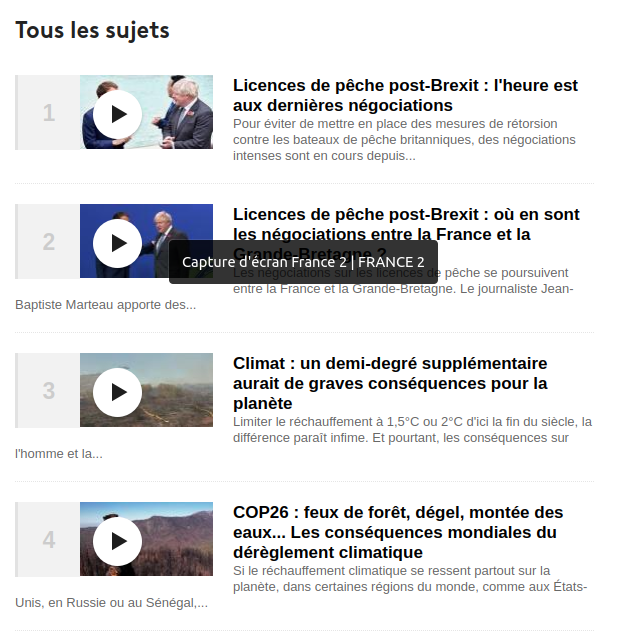 Tous les sujets
1
Licences de pêche post-Brexit : l'heure est
aux dernières négociations
Pour éviter de mettre en place des mesures de rétorsion
contre les bateaux de pêche britanniques, des négociations
intenses sont en cours depuis...
2
Licences de pêche post-Brexit : où en sont
les négociations entre la France et la
Grande-Bretagne ?
Capture d'écran France 2 | FRANCE 2
Les négociations sur les licences de pêche se poursuivent
entre la France et la Grande-Bretagne. Le journaliste Jean-
Baptiste Marteau apporte des...
3
Climat : un demi-degré supplémentaire
aurait de graves conséquences pour la
planète
Limiter le réchauffement à 1,5°C ou 2°C d'ici la fin du siècle, la
différence paraît infime. Et pourtant, les conséquences sur
l'homme et la...
4
COP26 : feux de forêt, dégel, montée des
eaux... Les conséquences mondiales du
dérèglement climatique
Si le réchauffement climatique se ressent partout sur la
planète, dans certaines régions du monde, comme aux États-
Unis, en Russie ou au Sénégal,...